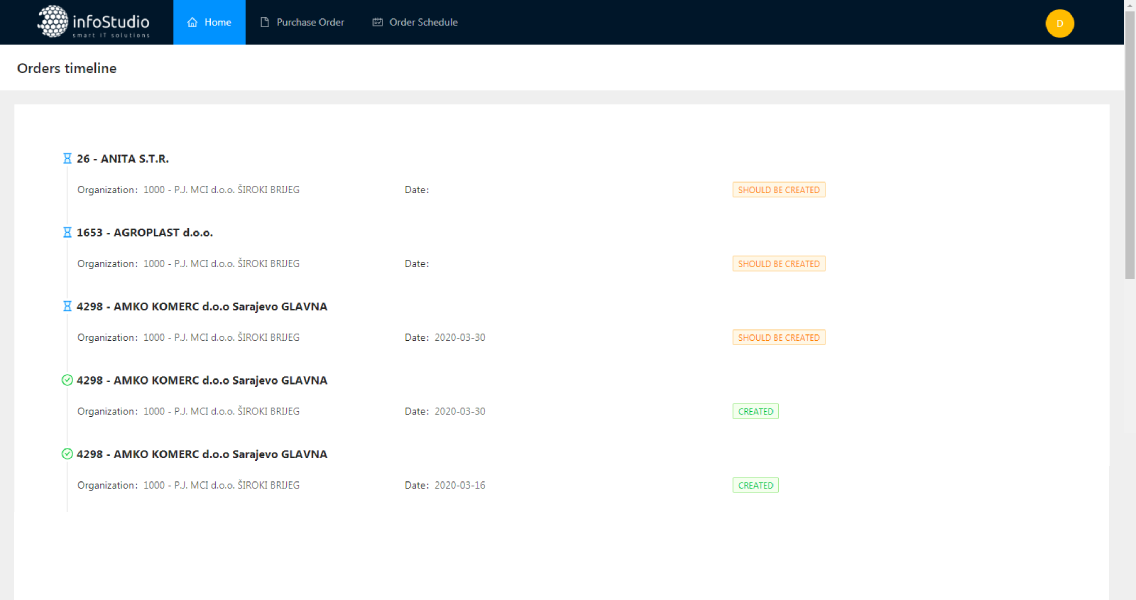 infoStudio
smart IT solutions
Home
Purchase Order
Order Schedule
D
Orders timeline
26 - ANITA S.T.R.
Organization: 1000 - P.J. MCI d.o.o. ŠIROKI BRIJEG Date: SHOULD BE CREATED
1653 - AGROPLAST d.o.o.
Organization: 1000 - P.J. MCI d.o.o. ŠIROKI BRIJEG Date: SHOULD BE CREATED
4298 - AMKO KOMERC d.o.o Sarajevo GLAVNA
Organization: 1000 - P.J. MCI d.o.o. ŠIROKI BRIJEG Date: 2020-03-30 SHOULD BE CREATED
4298 - AMKO KOMERC d.o.o Sarajevo GLAVNA
Organization: 1000 - P.J. MCI d.o.o. ŠIROKI BRIJEG Date: 2020-03-30 CREATED
4298 - AMKO KOMERC d.o.o Sarajevo GLAVNA
Organization: 1000 - P.J. MCI d.o.o. ŠIROKI BRIJEG Date: 2020-03-16 CREATED